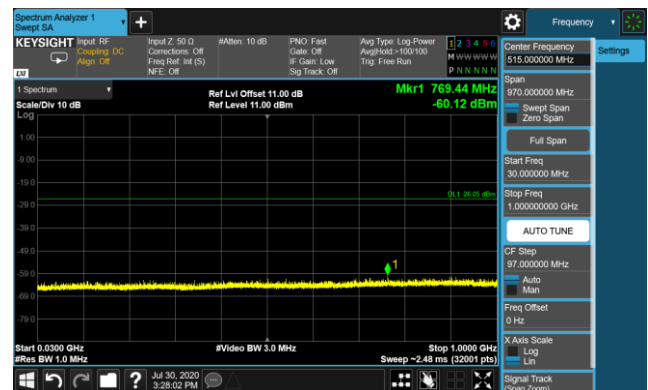 Spectrum Analyzer 1
Swept SA
Frequency
KEYSIGHT
Input: RF
Coupling: DC
Align: Off
Input Z: 50 Ω
Corrections: Off
Freq Ref: Int (S)
NFE: Off
#Atten: 10 dB
PNO: Fast
Gate: Off
IF Gain: Low
Sig Track: Off
Avg Type: Log-Power
Avg|Hold:>100/100
Trig: Free Run
1 2 3 4 5 6
M W W W W W
P N N N N N
LXI
1 Spectrum
Scale/Div 10 dB
Log
Ref Lvl Offset 11.00 dB
Ref Level 11.00 dBm
Mkr1 769.44 MHz
-60.12 dBm
1.00
-9.00
-19.0
-29.0
-39.0
-49.0
-59.0
-69.0
-79.0
DL1 -26.05 dBm
1
Start 0.0300 GHz
#Res BW 1.0 MHz
#Video BW 3.0 MHz
Stop 1.0000 GHz
Sweep ~2.48 ms (32001 pts)
Jul 30, 2020
3:28:02 PM
Center Frequency
515.000000 MHz
Settings
Span
970.000000 MHz
Swept Span
Zero Span
Full Span
Start Freq
30.000000 MHz
Stop Freq
1.000000000 GHz
AUTO TUNE
CF Step
97.000000 MHz
Auto
Man
Freq Offset
0 Hz
X Axis Scale
Log
Lin
Signal Track
(Span Zoom)